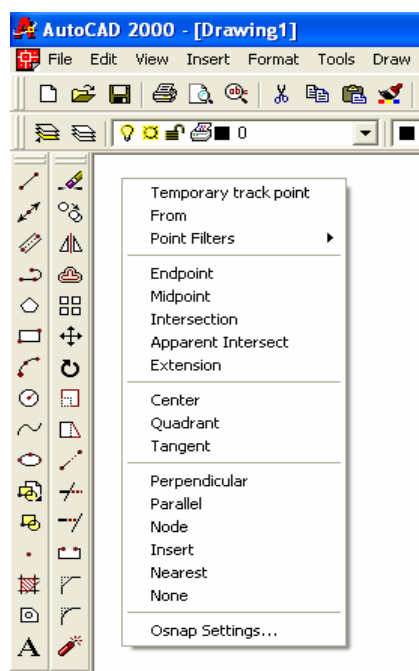 AutoCAD 2000 - [Drawing1]
File Edit View Insert Format Tools Draw
0
Temporary track point
From
Point Filters
Endpoint
Midpoint
Intersection
Apparent Intersect
Extension
Center
Quadrant
Tangent
Perpendicular
Parallel
Node
Insert
Nearest
None
Osnap Settings...
A